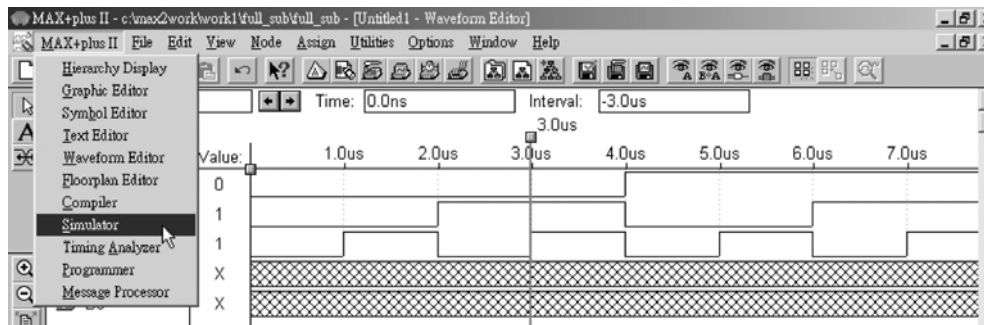 MAX+plus II - c:\max2work\work1\full_sub\full_sub - [Untitled1 - Waveform Editor]
MAX+plus II File Edit View Node Assign Utilities Options Window Help
Hierarchy Display
Graphic Editor
Symbol Editor
Text Editor
Waveform Editor
Floorplan Editor
Compiler
Simulator
Timing Analyzer
Programmer
Message Processor
Time: 0.0ns Interval: -3.0us
3.0us
Value: 1.0us 2.0us 3.0us 4.0us 5.0us 6.0us 7.0us
0
1
1
X
X